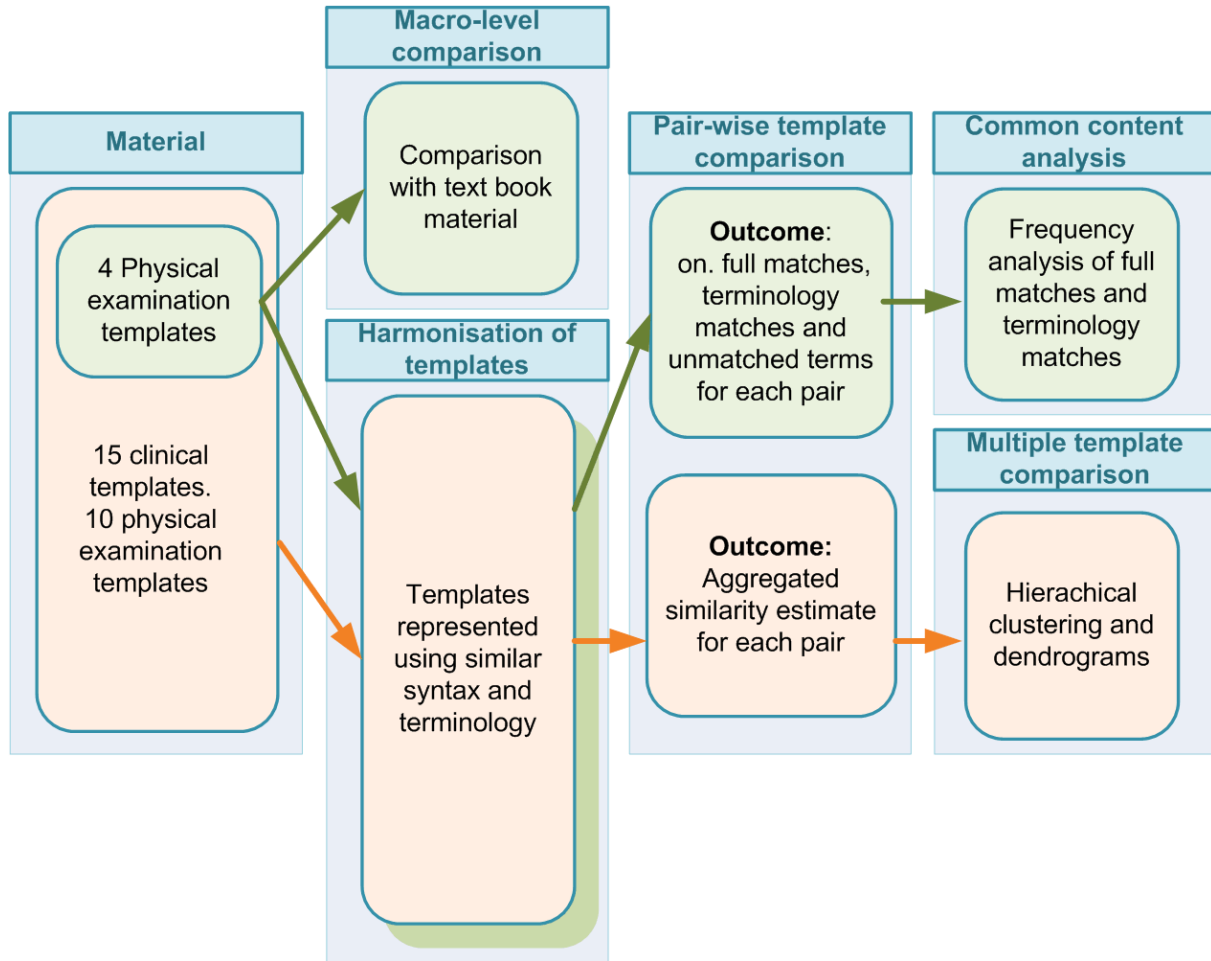 Material
4 Physical
examination
templates
15 clinical
templates.
10 physical
examination
templates
Macro-level
comparison
Comparison
with text book
material
Harmonisation of
templates
Templates
represented
using similar
syntax and
terminology
Pair-wise template
comparison
Outcome:
on. full matches,
terminology
matches and
unmatched terms
for each pair
Outcome:
Aggregated
similarity estimate
for each pair
Common content
analysis
Frequency
analysis of full
matches and
terminology
matches
Multiple template
comparison
Hierachical
clustering and
dendrograms